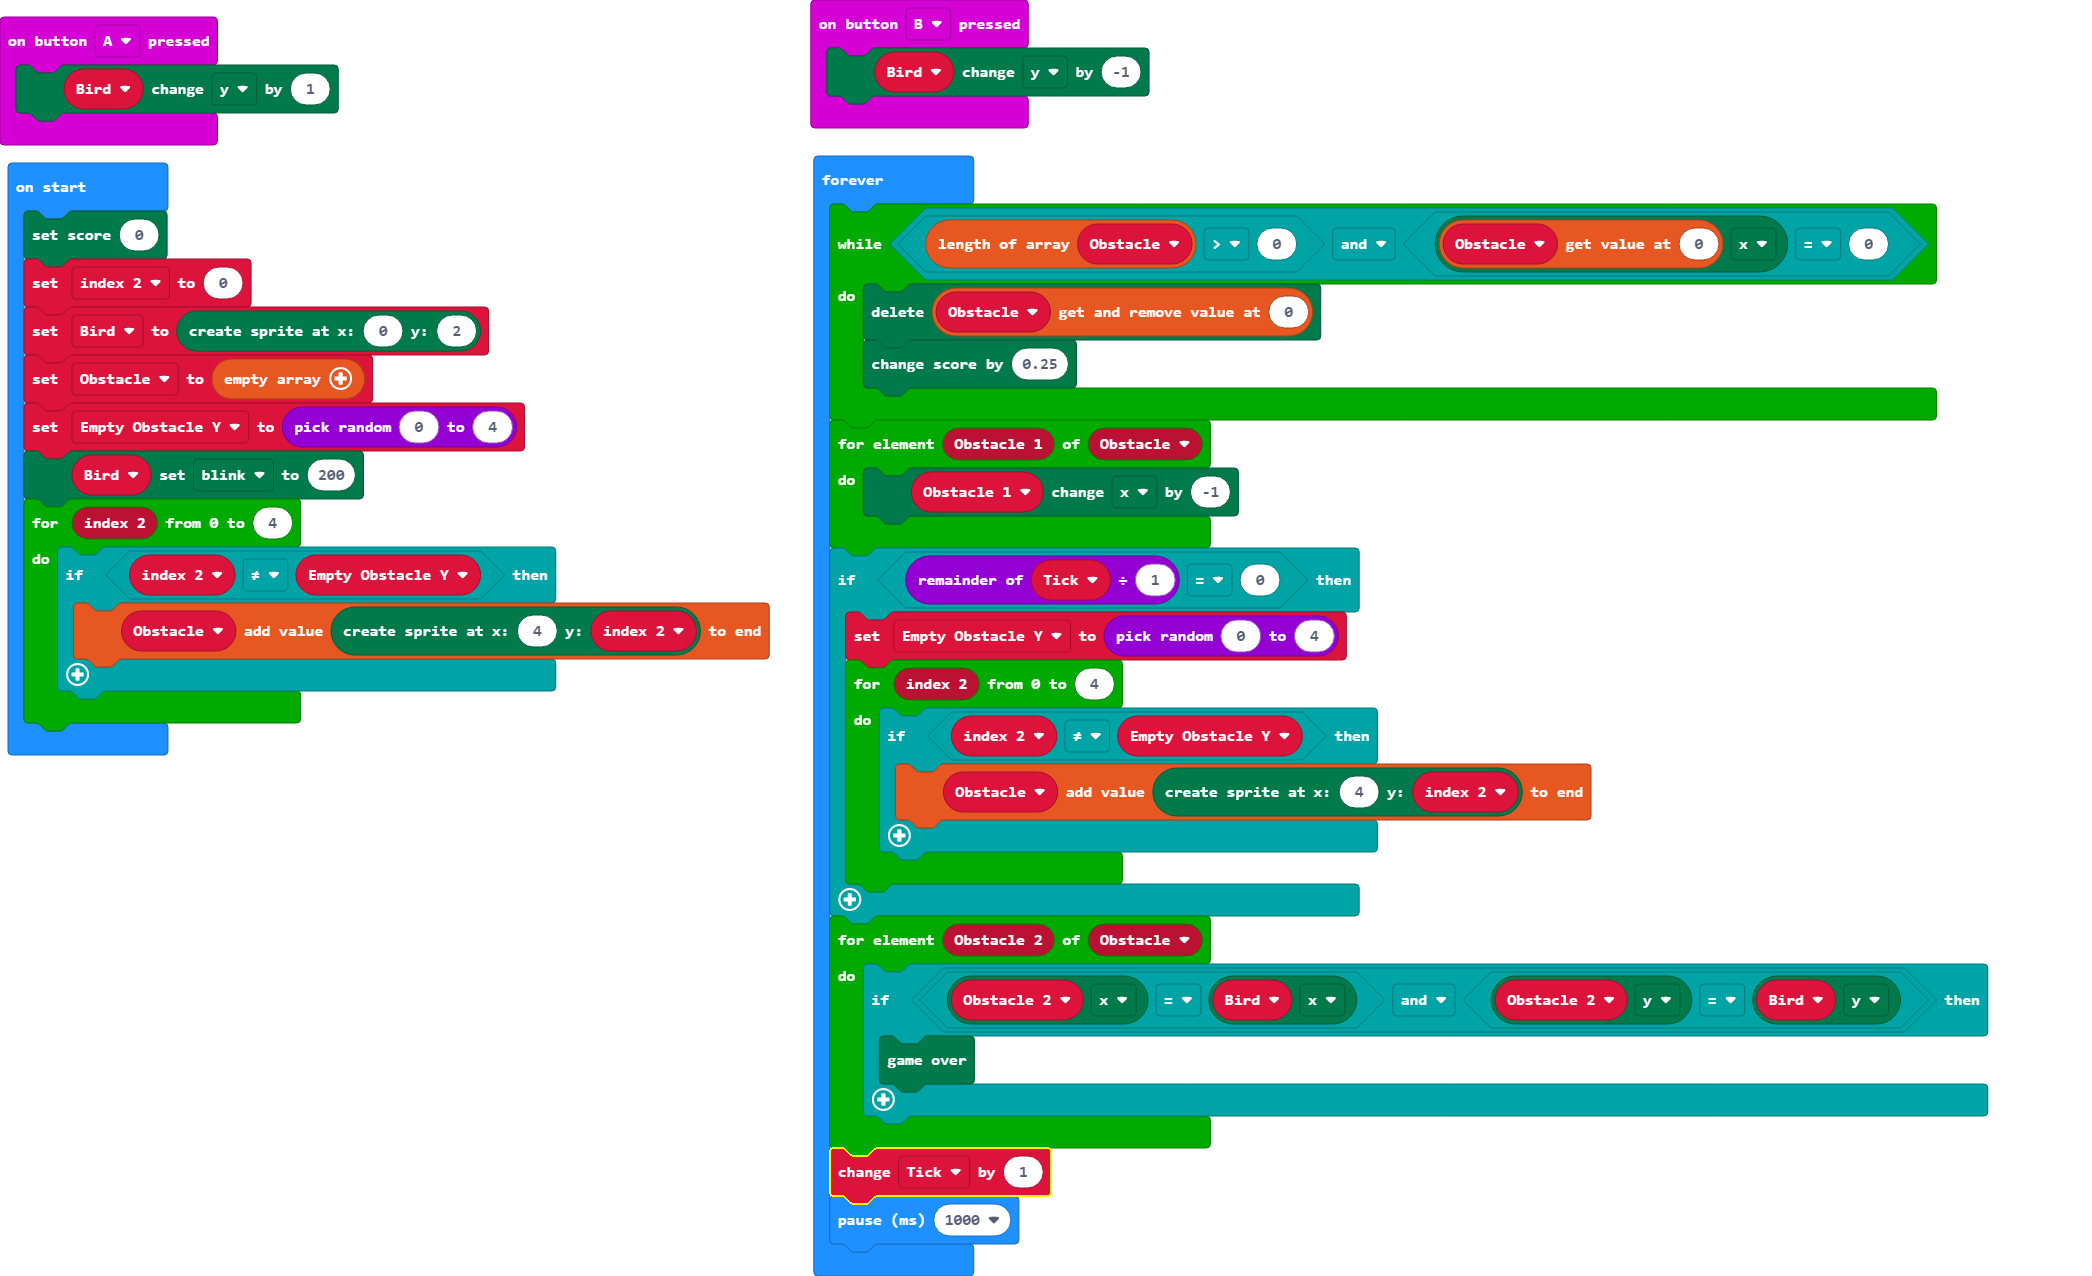 on button A pressed
Bird change y by 1
on start
set score 0
set index 2 to 0
set Bird to create sprite at x: 0 y: 2
set Obstacle to empty array
set Empty Obstacle Y to pick random 0 to 4
Bird set blink to 200
for index 2 from 0 to 4
do
if index 2 ≠ Empty Obstacle Y then
Obstacle add value create sprite at x: 4 y: index 2 to end
on button B pressed
Bird change y by -1
forever
while length of array Obstacle > 0 and Obstacle get value at 0 x = 0
do
delete Obstacle get and remove value at 0
change score by 0.25
for element Obstacle 1 of Obstacle
do
Obstacle 1 change x by -1
if remainder of Tick ÷ 1 = 0 then
set Empty Obstacle Y to pick random 0 to 4
for index 2 from 0 to 4
do
if index 2 ≠ Empty Obstacle Y then
Obstacle add value create sprite at x: 4 y: index 2 to end
for element Obstacle 2 of Obstacle
do
if Obstacle 2 x = Bird x and Obstacle 2 y = Bird y then
game over
change Tick by 1
pause (ms) 1000